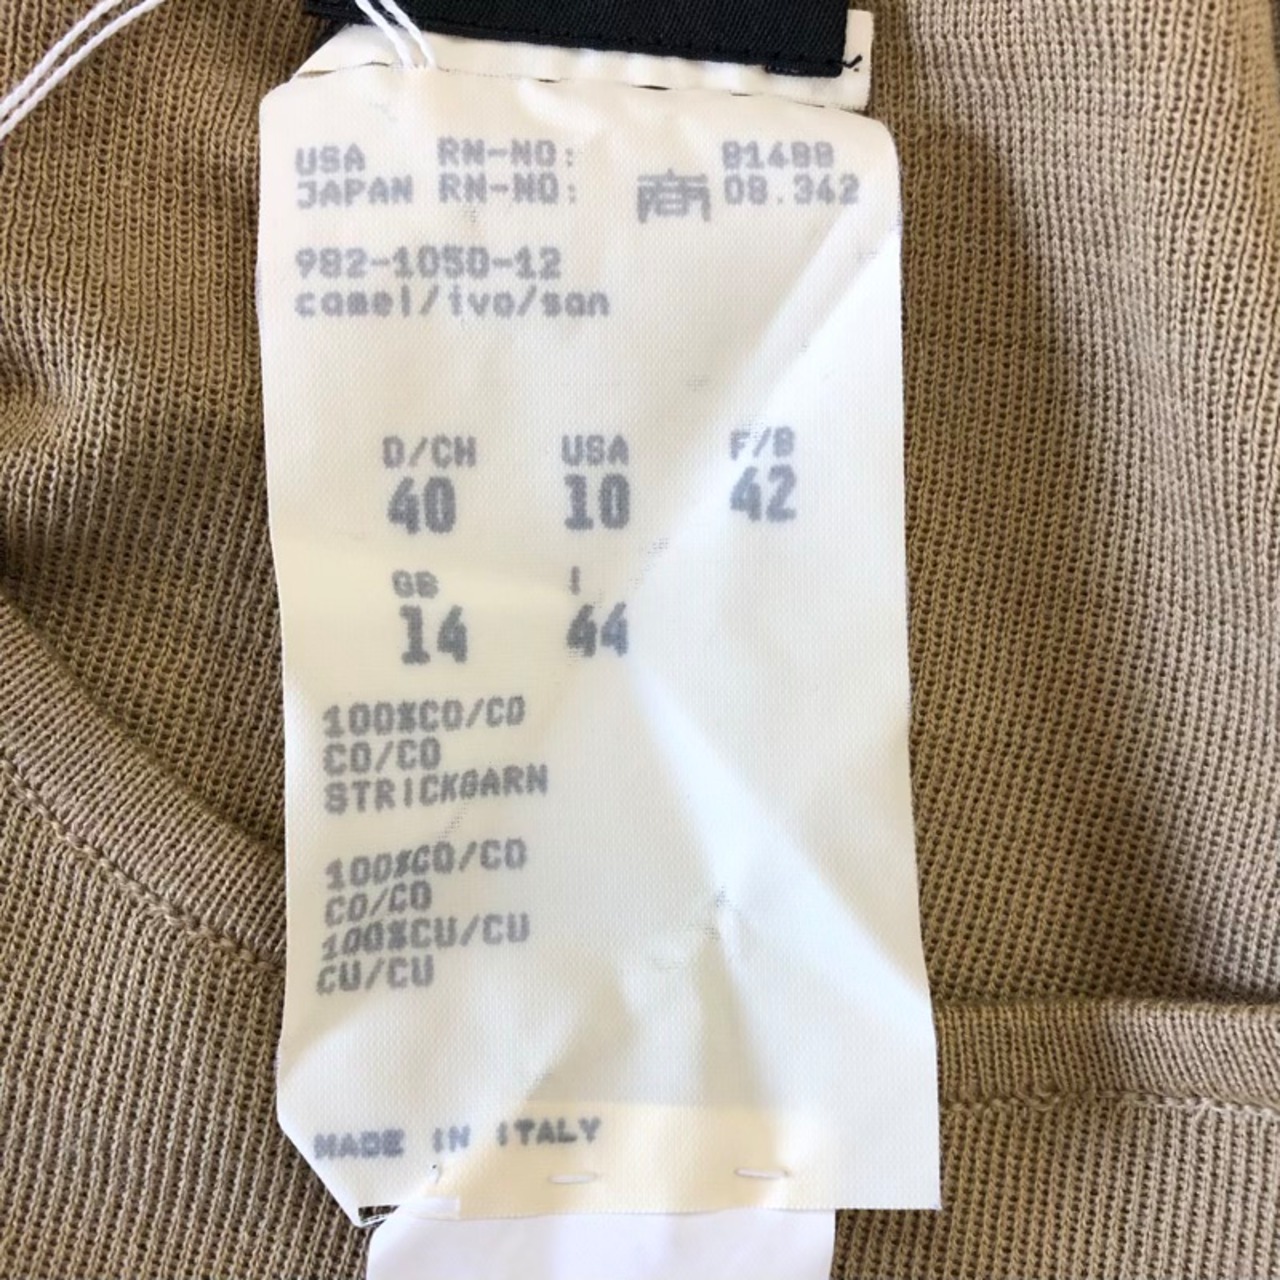 USA RN-NO: 81488
JAPAN RN-NO: 商 08.342
982-1050-12
camel/ivo/san
D/CH USA F/B
40 10 42
GB I
14 44
100%CO/CO
CO/CO
STRICKGARN
100%CO/CO
CO/CO
100%CU/CU
CU/CU
MADE IN ITALY